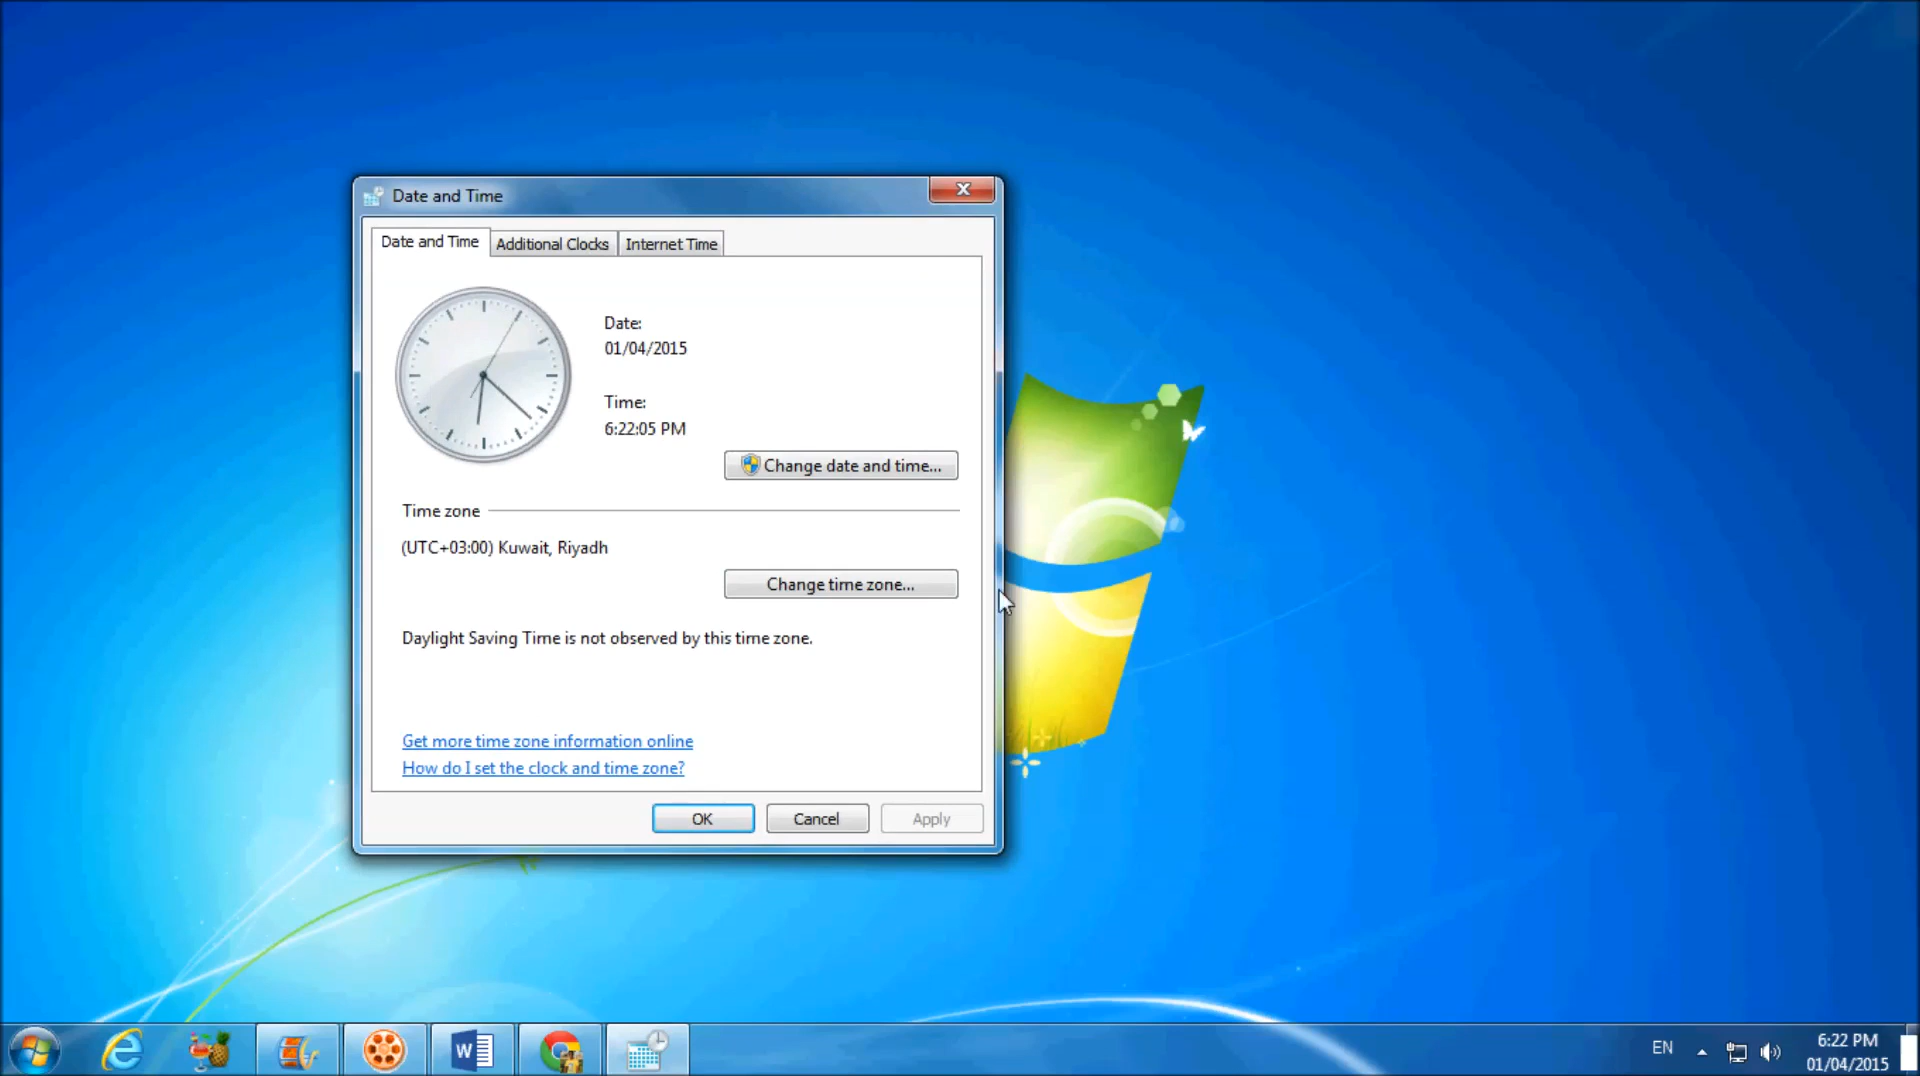 Date and Time
Date and Time
Additional Clocks
Internet Time
Date:
01/04/2015
Time:
6:22:05 PM
Change date and time...
Time zone
(UTC+03:00) Kuwait, Riyadh
Change time zone...
Daylight Saving Time is not observed by this time zone.
Get more time zone information online
How do I set the clock and time zone?
OK
Cancel
Apply
W
EN
6:22 PM
01/04/2015